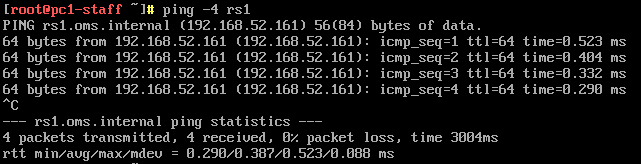 [root@pc1-staff ~]# ping -4 rs1
PING rs1.oms.internal (192.168.52.161) 56(84) bytes of data.
64 bytes from 192.168.52.161 (192.168.52.161): icmp_seq=1 ttl=64 time=0.523 ms
64 bytes from 192.168.52.161 (192.168.52.161): icmp_seq=2 ttl=64 time=0.404 ms
64 bytes from 192.168.52.161 (192.168.52.161): icmp_seq=3 ttl=64 time=0.332 ms
64 bytes from 192.168.52.161 (192.168.52.161): icmp_seq=4 ttl=64 time=0.290 ms
^C
--- rs1.oms.internal ping statistics ---
4 packets transmitted, 4 received, 0% packet loss, time 3004ms
rtt min/avg/max/mdev = 0.290/0.387/0.523/0.088 ms